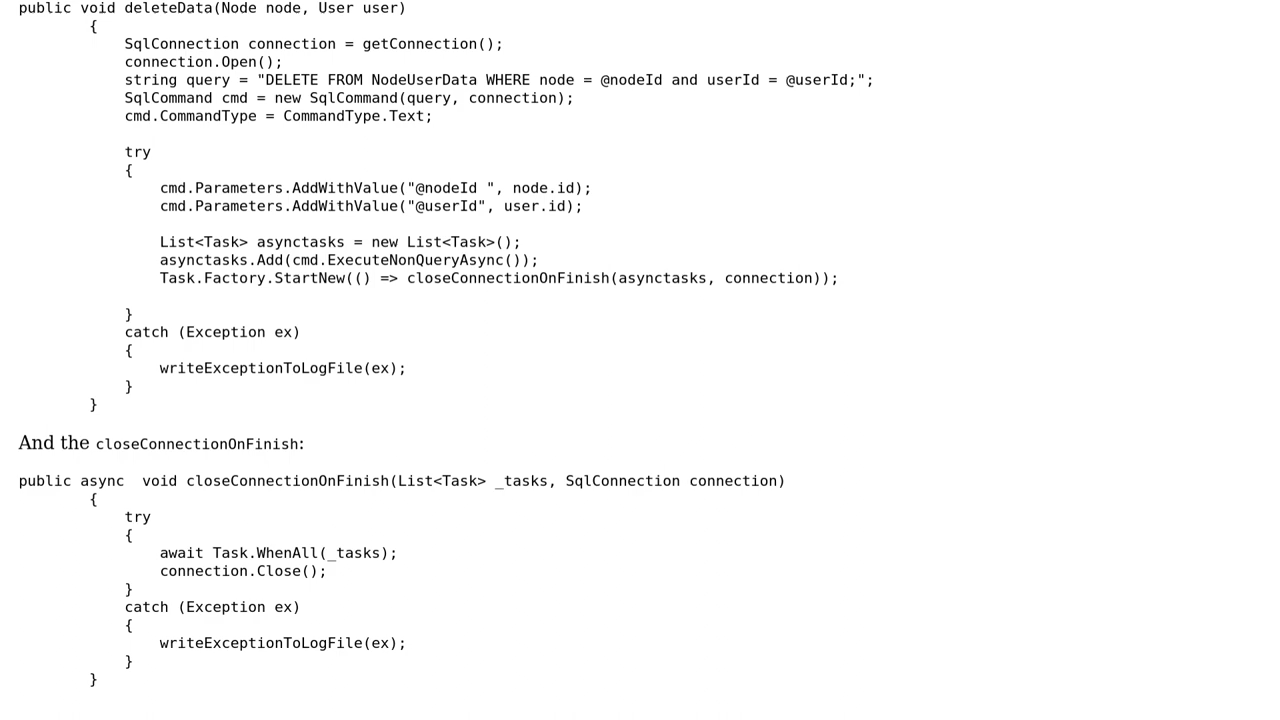 public void deleteData(Node node, User user)
        {
            SqlConnection connection = getConnection();
            connection.Open();
            string query = "DELETE FROM NodeUserData WHERE node = @nodeId and userId = @userId;";
            SqlCommand cmd = new SqlCommand(query, connection);
            cmd.CommandType = CommandType.Text;

            try
            {
                cmd.Parameters.AddWithValue("@nodeId ", node.id);
                cmd.Parameters.AddWithValue("@userId", user.id);

                List<Task> asynctasks = new List<Task>();
                asynctasks.Add(cmd.ExecuteNonQueryAsync());
                Task.Factory.StartNew(() => closeConnectionOnFinish(asynctasks, connection));

            }
            catch (Exception ex)
            {
                writeExceptionToLogFile(ex);
            }
        }
And the closeConnectionOnFinish:
public async  void closeConnectionOnFinish(List<Task> _tasks, SqlConnection connection)
        {
            try
            {
                await Task.WhenAll(_tasks);
                connection.Close();
            }
            catch (Exception ex)
            {
                writeExceptionToLogFile(ex);
            }
        }